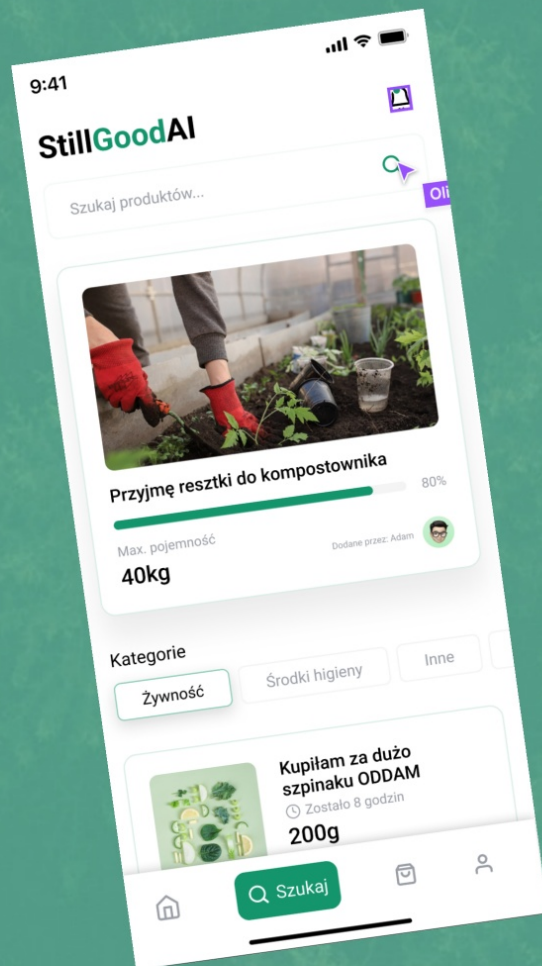 9:41
StillGoodAI
Szukaj produktów...
Oli
Przyjmę resztki do kompostownika
80%
Max. pojemność
Dodane przez: Adam
40kg
Kategorie
Żywność
Środki higieny
Inne
Kupiłam za dużo
szpinaku ODDAM
Zostało 8 godzin
200g
Szukaj